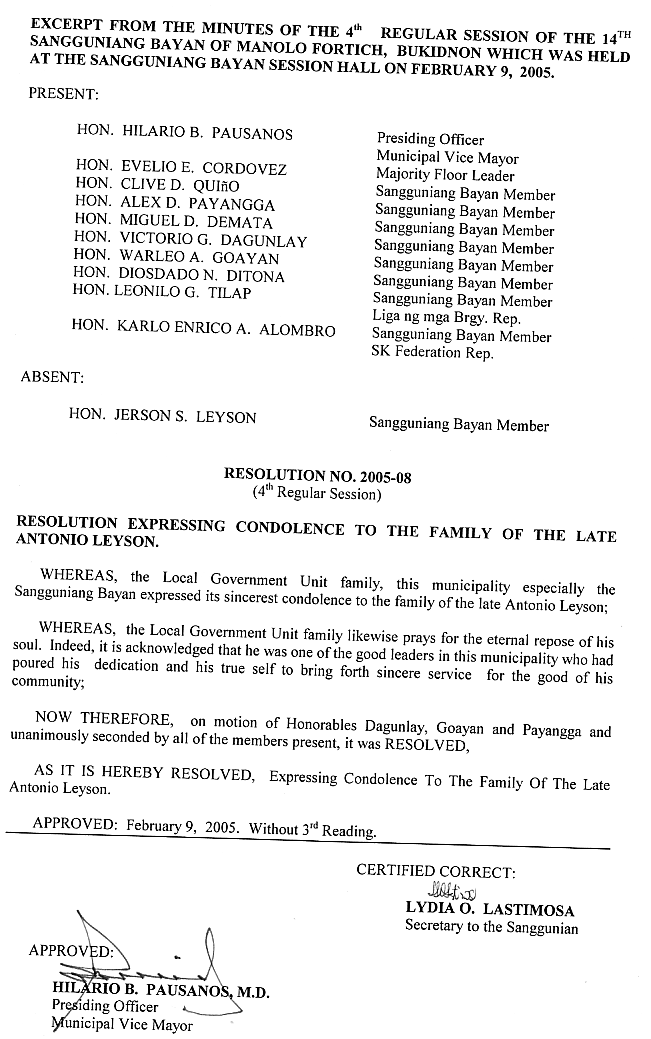 EXCERPT FROM THE MINUTES OF THE 4th REGULAR SESSION OF THE 14TH
SANGGUNIANG BAYAN OF MANOLO FORTICH, BUKIDNON WHICH WAS HELD
AT THE SANGGUNIANG BAYAN SESSION HALL ON FEBRUARY 9, 2005.
PRESENT:
HON. HILARIO B. PAUSANOS Presiding Officer
Municipal Vice Mayor
HON. EVELIO E. CORDOVEZ Majority Floor Leader
HON. CLIVE D. QUIñO Sangguniang Bayan Member
HON. ALEX D. PAYANGGA Sangguniang Bayan Member
HON. MIGUEL D. DEMATA Sangguniang Bayan Member
HON. VICTORIO G. DAGUNLAY Sangguniang Bayan Member
HON. WARLEO A. GOAYAN Sangguniang Bayan Member
HON. DIOSDADO N. DITONA Sangguniang Bayan Member
HON. LEONILO G. TILAP Sangguniang Bayan Member
Liga ng mga Brgy. Rep.
HON. KARLO ENRICO A. ALOMBRO Sangguniang Bayan Member
SK Federation Rep.
ABSENT:
HON. JERSON S. LEYSON Sangguniang Bayan Member
RESOLUTION NO. 2005-08
(4th Regular Session)
RESOLUTION EXPRESSING CONDOLENCE TO THE FAMILY OF THE LATE
ANTONIO LEYSON.
WHEREAS, the Local Government Unit family, this municipality especially the
Sangguniang Bayan expressed its sincerest condolence to the family of the late Antonio Leyson;
WHEREAS, the Local Government Unit family likewise prays for the eternal repose of his
soul. Indeed, it is acknowledged that he was one of the good leaders in this municipality who had
poured his dedication and his true self to bring forth sincere service for the good of his
community;
NOW THEREFORE, on motion of Honorables Dagunlay, Goayan and Payangga and
unanimously seconded by all of the members present, it was RESOLVED,
AS IT IS HEREBY RESOLVED, Expressing Condolence To The Family Of The Late
Antonio Leyson.
APPROVED: February 9, 2005. Without 3rd Reading.
CERTIFIED CORRECT:
LYDIA O. LASTIMOSA
Secretary to the Sanggunian
APPROVED:
HILARIO B. PAUSANOS, M.D.
Presiding Officer
Municipal Vice Mayor